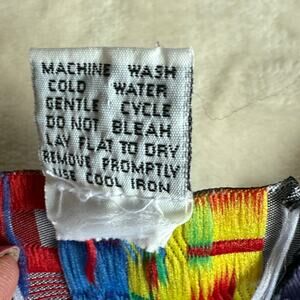 MACHINE WASH
COLD WATER
GENTLE CYCLE
DO NOT BLEAH
LAY FLAT TO DRY
REMOVE PROMPTLY
USE COOL IRON